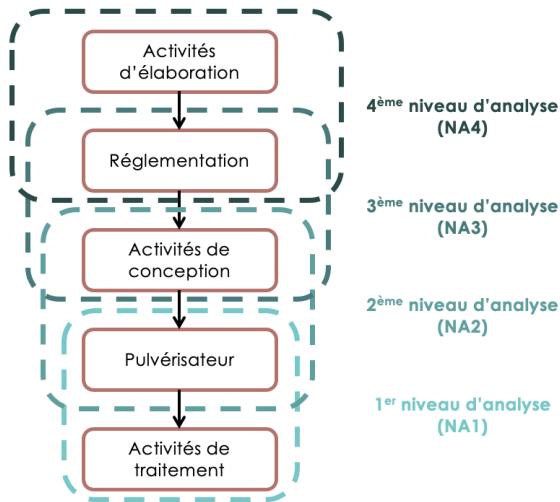 Activités
d'élaboration
4ème niveau d'analyse
(NA4)
Réglementation
3ème niveau d'analyse
(NA3)
Activités de
conception
2ème niveau d'analyse
(NA2)
Pulvérisateur
1er niveau d'analyse
(NA1)
Activités de
traitement